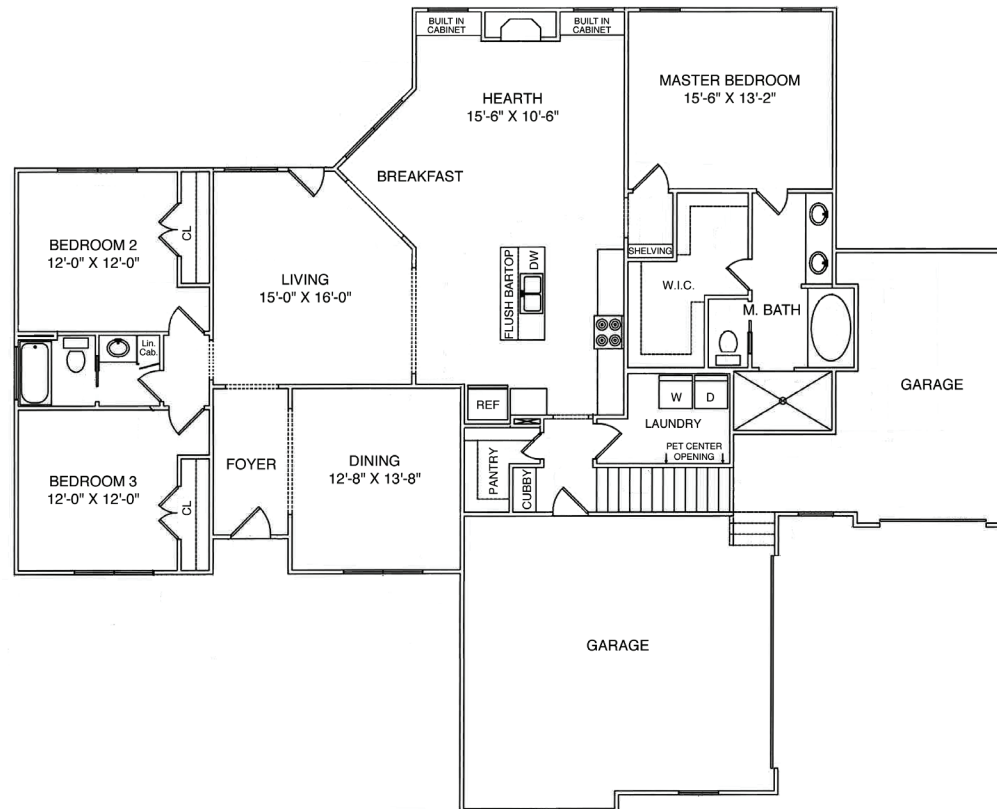 BUILT IN
CABINET
BUILT IN
CABINET
MASTER BEDROOM
15'-6" X 13'-2"
HEARTH
15'-6" X 10'-6"
BREAKFAST
BEDROOM 2
12'-0" X 12'-0"
CL
LIVING
15'-0" X 16'-0"
FLUSH BARTOP
DW
SHELVING
W.I.C.
M. BATH
Lin.
Cab.
GARAGE
REF
W
D
LAUNDRY
PET CENTER
OPENING
BEDROOM 3
12'-0" X 12'-0"
CL
FOYER
DINING
12'-8" X 13'-8"
PANTRY
CUBBY
GARAGE